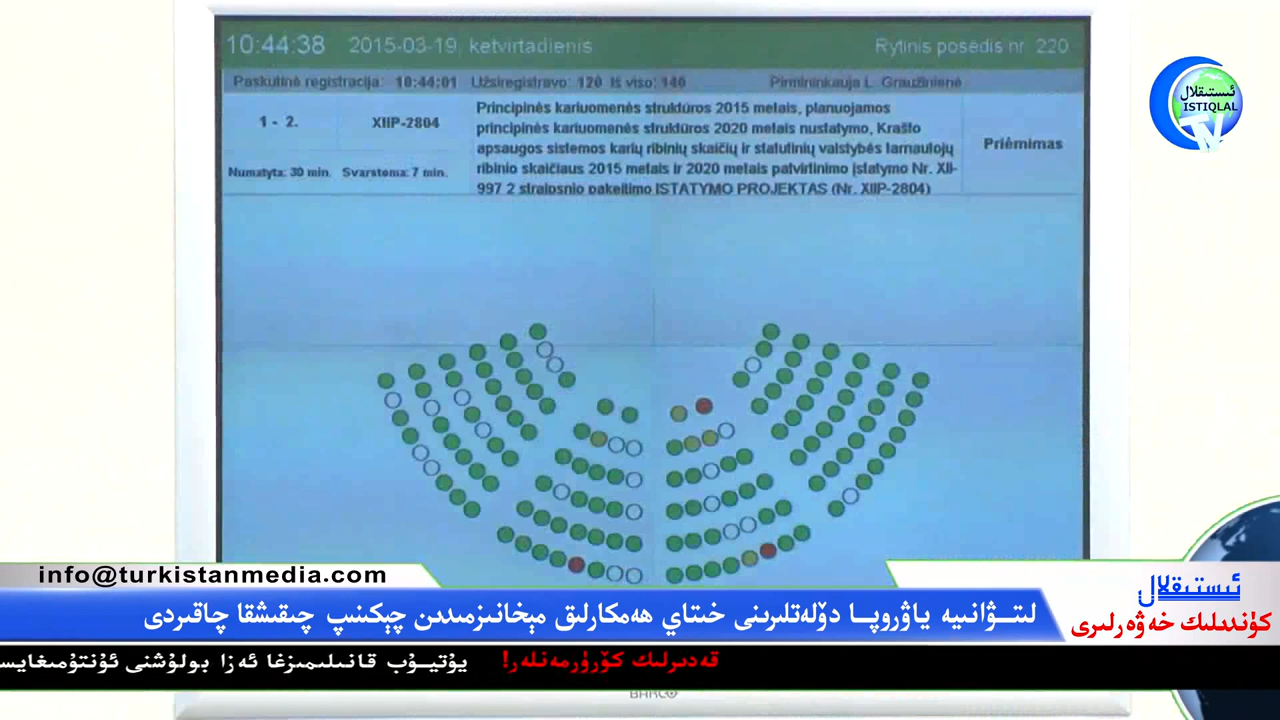 10:44:38 2015-03-19, ketvirtadienis Rytinis posėdis nr. 220
Paskutinė registracija: 10:44:01 Užsiregistravo: 120 Iš viso: 140 Pirmininkauja L. Graužinienė
1 - 2. XIIP-2804
Numatyta: 30 min. Svarstoma: 7 min.
Principinės kariuomenės struktūros 2015 metais, planuojamos
principinės kariuomenės struktūros 2020 metais nustatymo, Krašto
apsaugos sistemos karių ribinių skaičių ir statutinių valstybės tarnautojų
ribinio skaičiaus 2015 metais ir 2020 metais patvirtinimo įstatymo Nr. XII-
997 2 straipsnio pakeitimo ĮSTATYMO PROJEKTAS (Nr. XIIP-2804)
Priėmimas
ئىستىقلال
ISTIQLAL
TV
info@turkistanmedia.com
لىتۋانىيە ياۋروپا دۆلەتلىرىنى خىتاي ھەمكارلىق مېخانىزمىدىن چېكىنىپ چىقىشقا چاقىردى
ئىستىقلال
كۈندىلىك خەۋەرلىرى
قەدىرلىك كۆرۈرمەنلەر!
يۇتيۇب قانىلىمىزغا ئەزا بولۇشنى ئۇنتۇمىغايس
BARCO